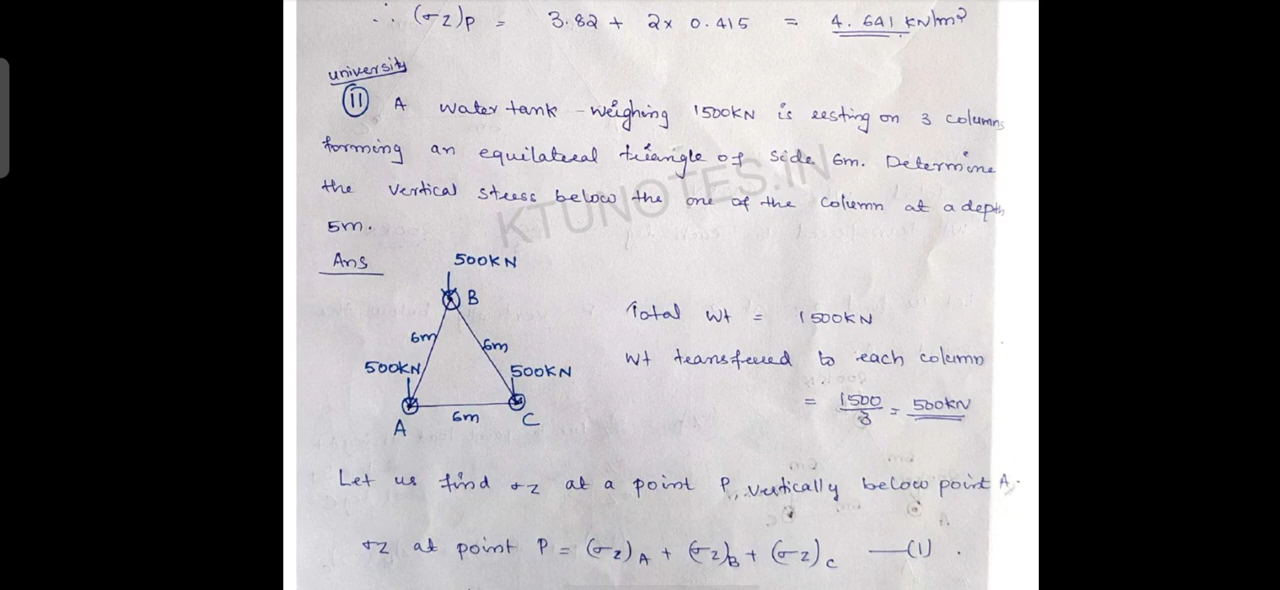 ∴ (σz)p = 3.82 + 2x 0.415 = 4.641 KN/m²
university
(11) A water tank weighing 1500KN is resting on 3 columns
forming an equilateral triangle of side 6m. Determine
the vertical stress below the one of the column at a depth
5m.
KTUNOTES.IN
Ans
500KN
B
6m
6m
500KN
500KN
6m
A
C
Total wt = 1500KN
wt transferred to each column
= 1500/3 = 500KN
Let us find σz at a point P, vertically below point A.
σz at point P = (σz)A + (σz)B + (σz)C —(1).